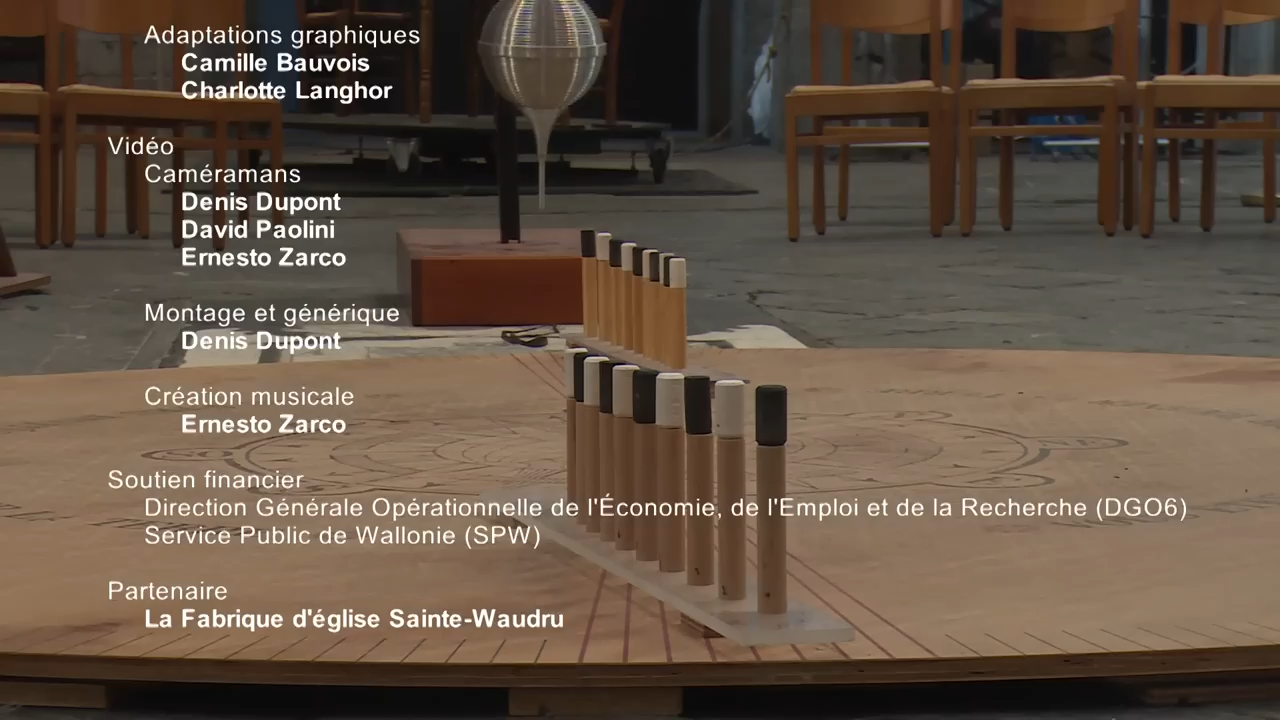 Adaptations graphiques
Camille Bauvois
Charlotte Langhor
Vidéo
Caméramans
Denis Dupont
David Paolini
Ernesto Zarco
Montage et générique
Denis Dupont
Création musicale
Ernesto Zarco
Soutien financier
Direction Générale Opérationnelle de l'Économie, de l'Emploi et de la Recherche (DGO6)
Service Public de Wallonie (SPW)
Partenaire
La Fabrique d'église Sainte-Waudru